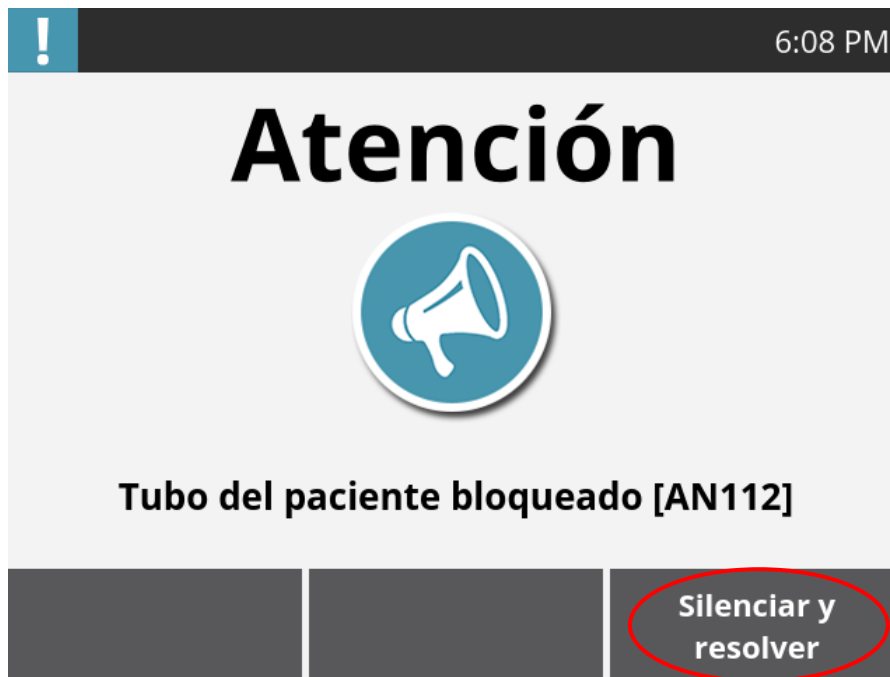 !
6:08 PM
Atención
Tubo del paciente bloqueado [AN112]
Silenciar y
resolver